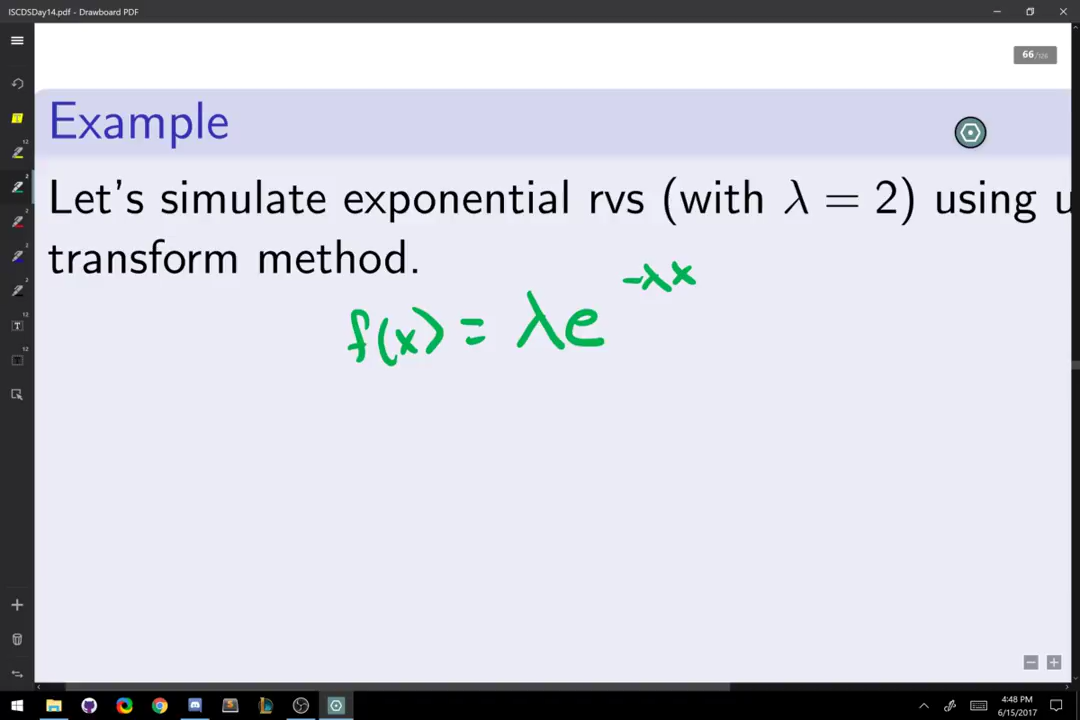 ISCDSDay14.pdf - Drawboard PDF
66/126
Example
Let's simulate exponential rvs (with λ = 2) using u
transform method.
f(x) = λe^{-λx}
4:48 PM
6/15/2017